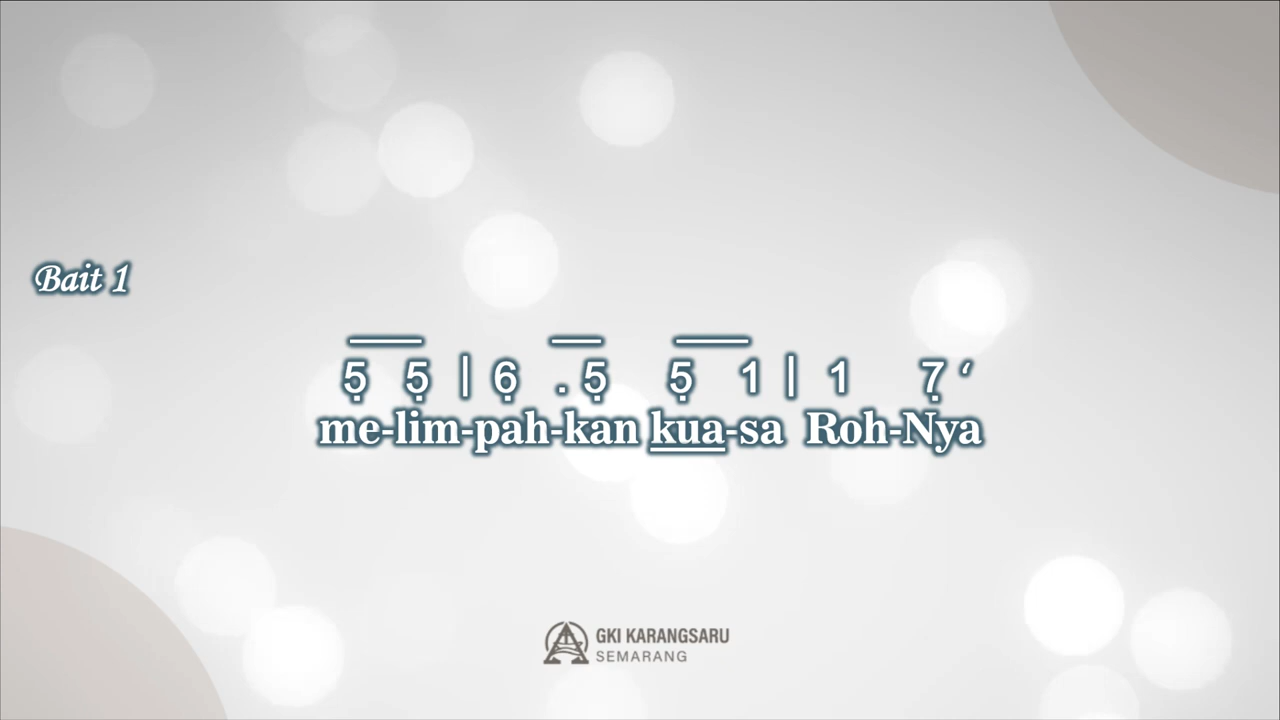 Bait 1
5̣ 5̣ | 6̣ . 5̣ 5̣ 1 | 1 7̣ ‘
me-lim-pah-kan kua-sa Roh-Nya
GKI KARANGSARU
SEMARANG